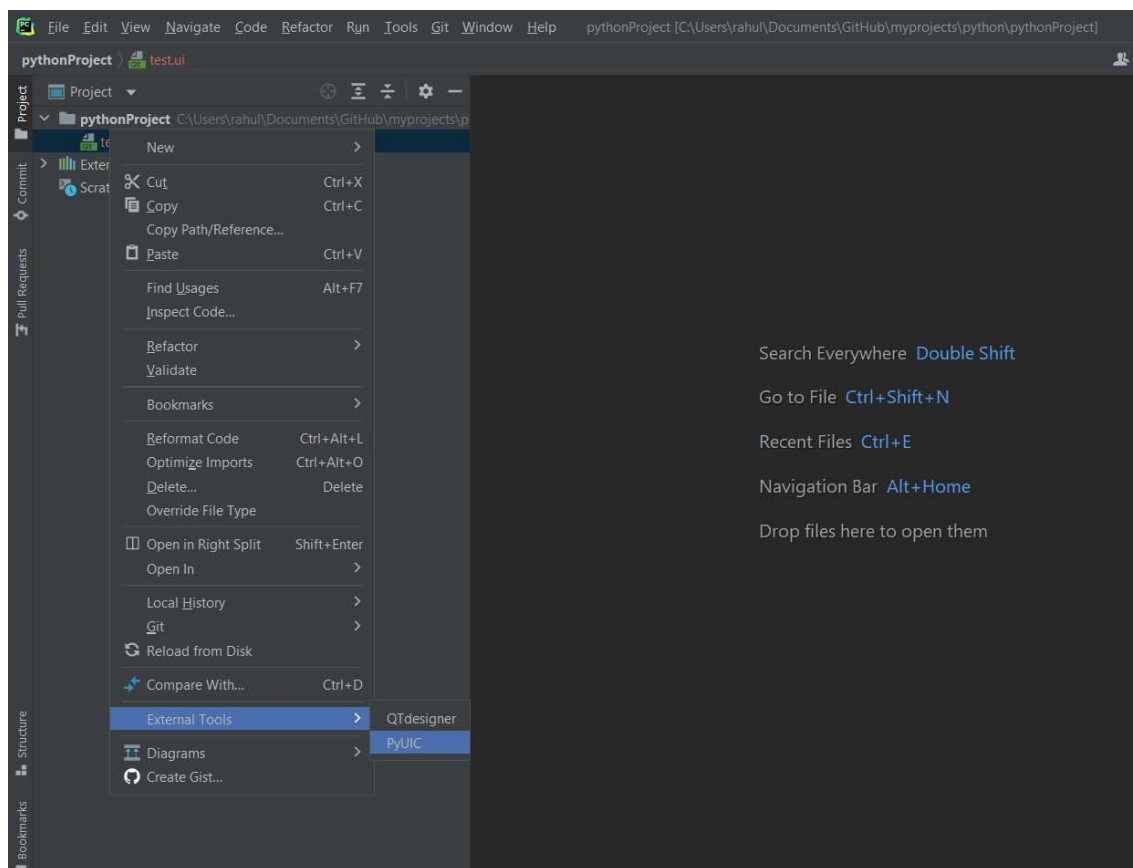 PC File Edit View Navigate Code Refactor Run Tools Git Window Help pythonProject [C:\Users\rahul\Documents\GitHub\myprojects\python\pythonProject]
pythonProject test.ui
Project
Commit
Pull Requests
Structure
Bookmarks
Project
pythonProject C:\Users\rahul\Documents\GitHub\myprojects\p
te
Exter
Scrat
New
Cut Ctrl+X
Copy Ctrl+C
Copy Path/Reference...
Paste Ctrl+V
Find Usages Alt+F7
Inspect Code...
Refactor
Validate
Bookmarks
Reformat Code Ctrl+Alt+L
Optimize Imports Ctrl+Alt+O
Delete... Delete
Override File Type
Open in Right Split Shift+Enter
Open In
Local History
Git
Reload from Disk
Compare With... Ctrl+D
External Tools
Diagrams
Create Gist...
QTdesigner
PyUIC
Search Everywhere Double Shift
Go to File Ctrl+Shift+N
Recent Files Ctrl+E
Navigation Bar Alt+Home
Drop files here to open them